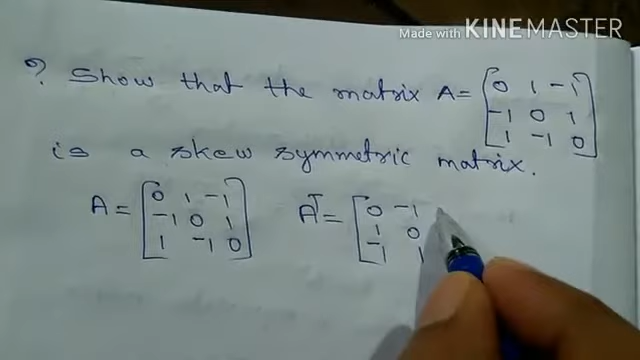 Made with KINEMASTER
? Show that the matrix A = [0 1 -1
-1 0 1
1 -1 0]
is a skew symmetric matrix.
A = [0 1 -1
-1 0 1
1 -1 0]
Aᵀ = [0 -1
1 0
-1 1